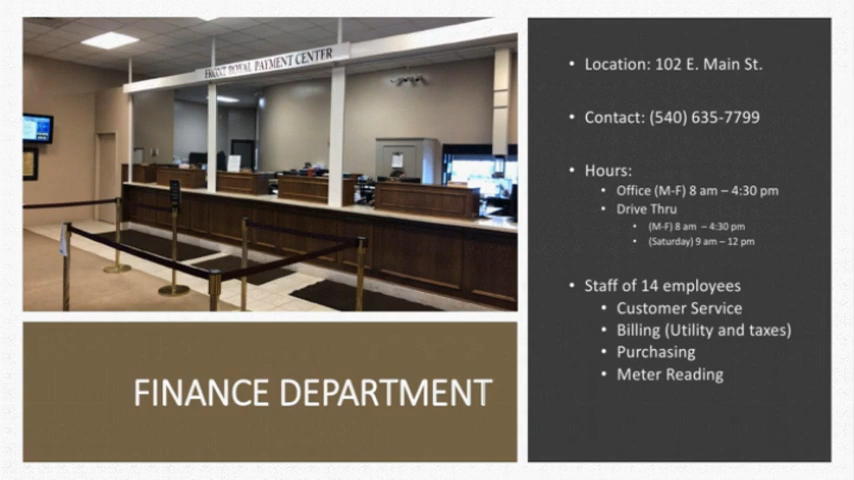 FRONT ROYAL PAYMENT CENTER
FINANCE DEPARTMENT
• Location: 102 E. Main St.
• Contact: (540) 635-7799
• Hours:
• Office (M-F) 8 am – 4:30 pm
• Drive Thru
• (M-F) 8 am – 4:30 pm
• (Saturday) 9 am – 12 pm
• Staff of 14 employees
• Customer Service
• Billing (Utility and taxes)
• Purchasing
• Meter Reading